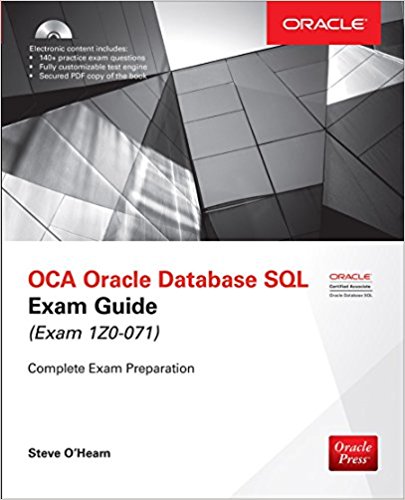 ORACLE
Electronic content includes:
• 140+ practice exam questions
• Fully customizable test engine
• Secured PDF copy of the book
OCA Oracle Database SQL
Exam Guide
(Exam 1Z0-071)
ORACLE
Certified Associate
Oracle Database SQL
Complete Exam Preparation
Steve O'Hearn
Oracle
Press™